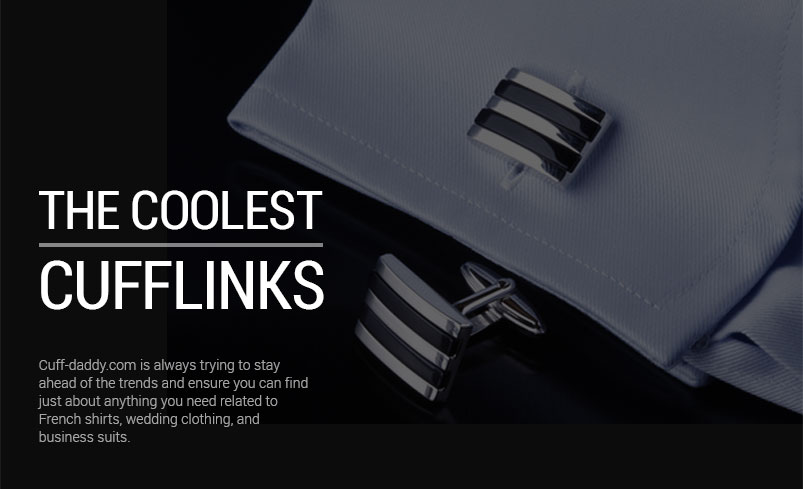 THE COOLEST
CUFFLINKS
Cuff-daddy.com is always trying to stay
ahead of the trends and ensure you can find
just about anything you need related to
French shirts, wedding clothing, and
business suits.